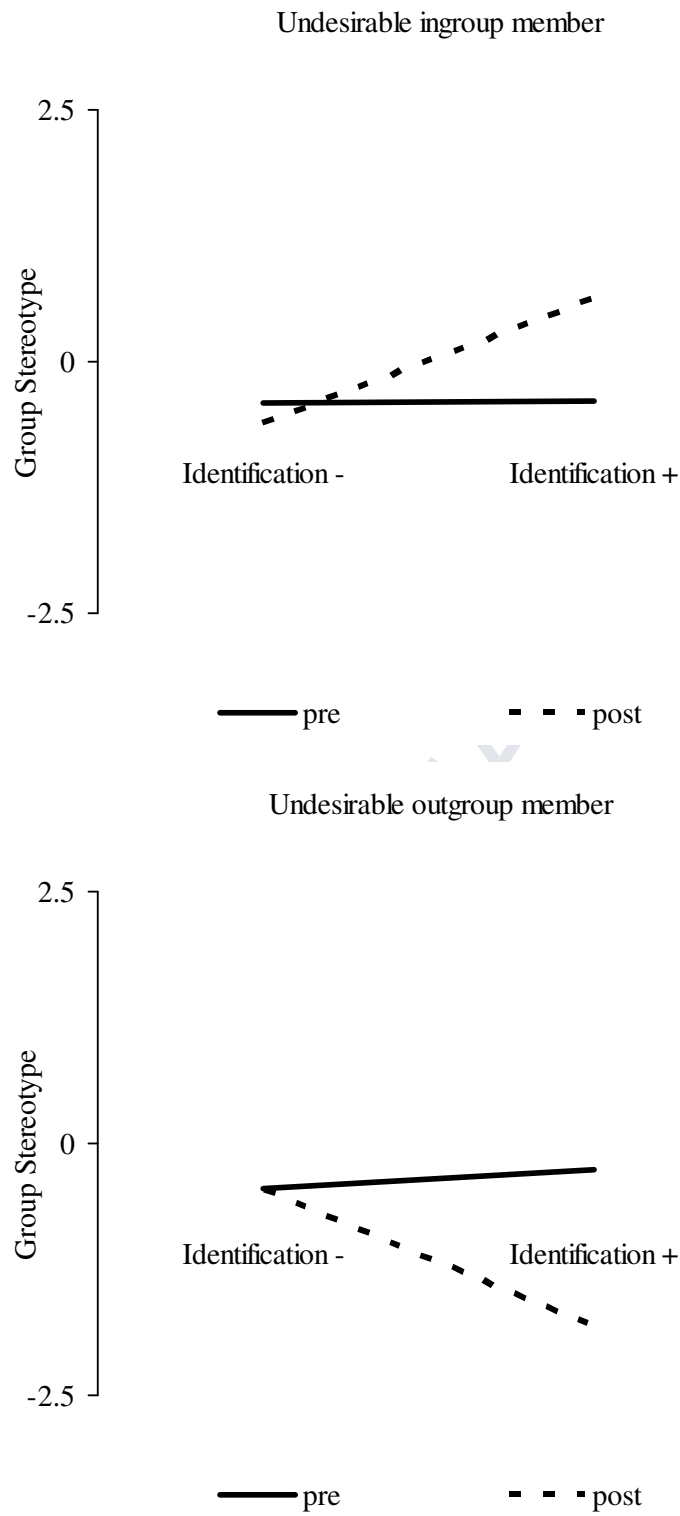 Undesirable ingroup member
2.5
0
-2.5
Group Stereotype
Identification -
Identification +
pre
post
Undesirable outgroup member
2.5
0
-2.5
Group Stereotype
Identification -
Identification +
pre
post